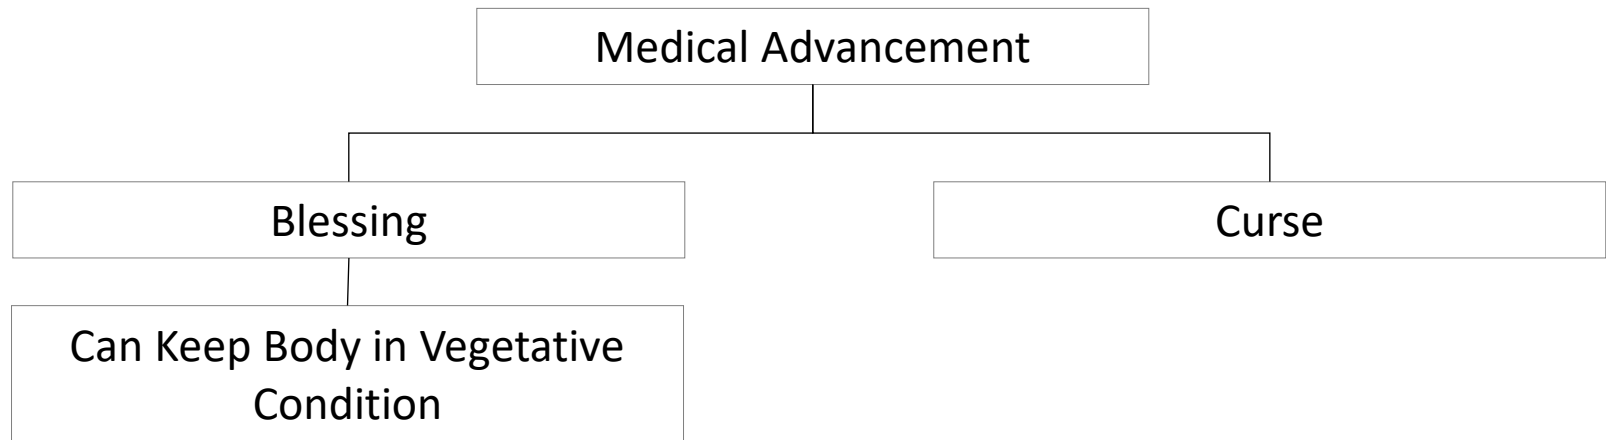 Medical Advancement
Blessing
Curse
Can Keep Body in Vegetative
Condition